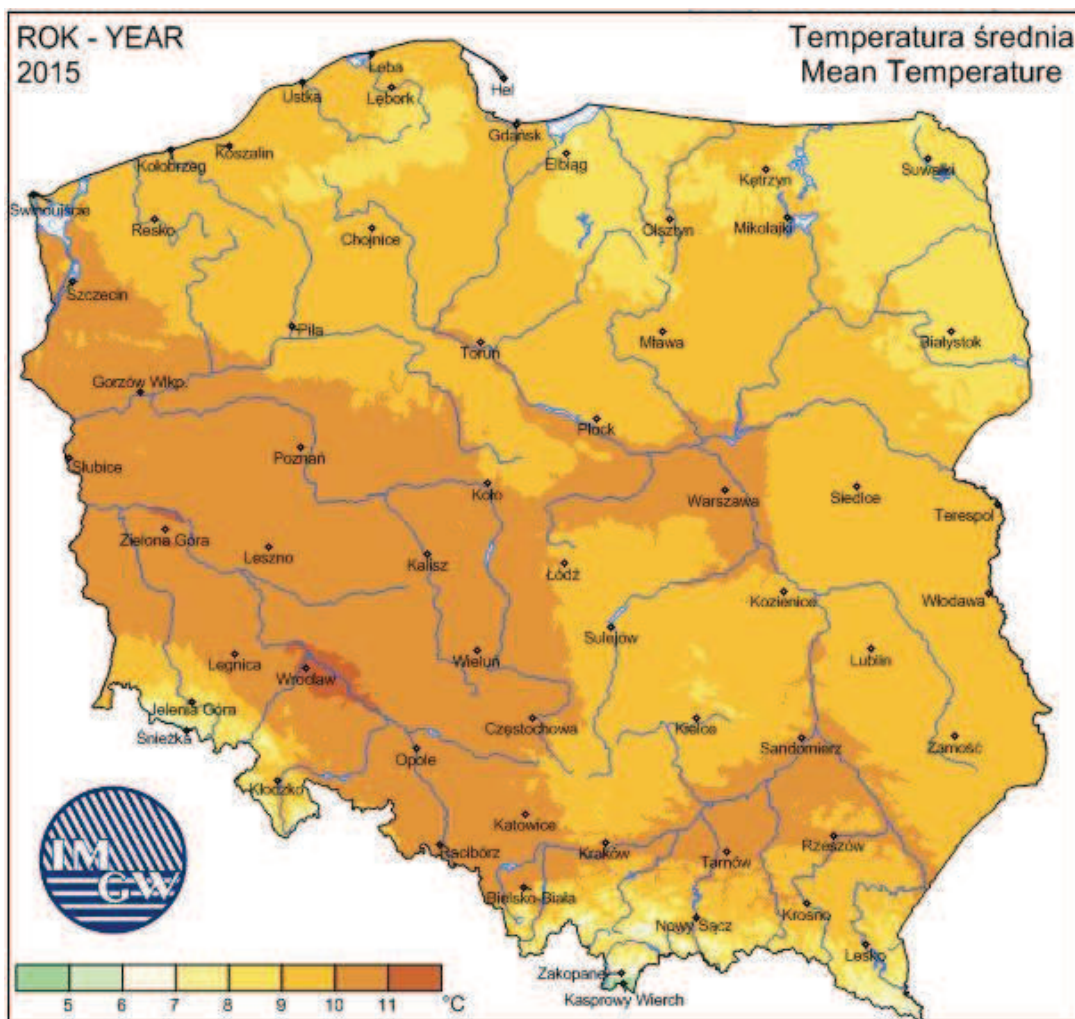 ROK - YEAR
2015
Temperatura średnia
Mean Temperature
Łeba
Hel
Ustka
Lębork
Gdańsk
Koszalin
Kołobrzeg
Elbląg
Kętrzyn
Suwałki
Świnoujście
Resko
Chojnice
Olsztyn
Mikołajki
Szczecin
Piła
Toruń
Mława
Białystok
Gorzów Wlkp.
Płock
Słubice
Poznań
Koło
Warszawa
Siedlce
Terespol
Zielona Góra
Leszno
Kalisz
Łódź
Kozienice
Włodawa
Sulejów
Legnica
Wrocław
Wieluń
Lublin
Jelenia Góra
Śnieżka
Częstochowa
Kielce
Sandomierz
Zamość
Opole
Kłodzko
Katowice
Racibórz
Kraków
Tarnów
Rzeszów
Bielsko-Biała
Nowy Sącz
Krosno
Lesko
Zakopane
Kasprowy Wierch
IM
GW
5 6 7 8 9 10 11 °C